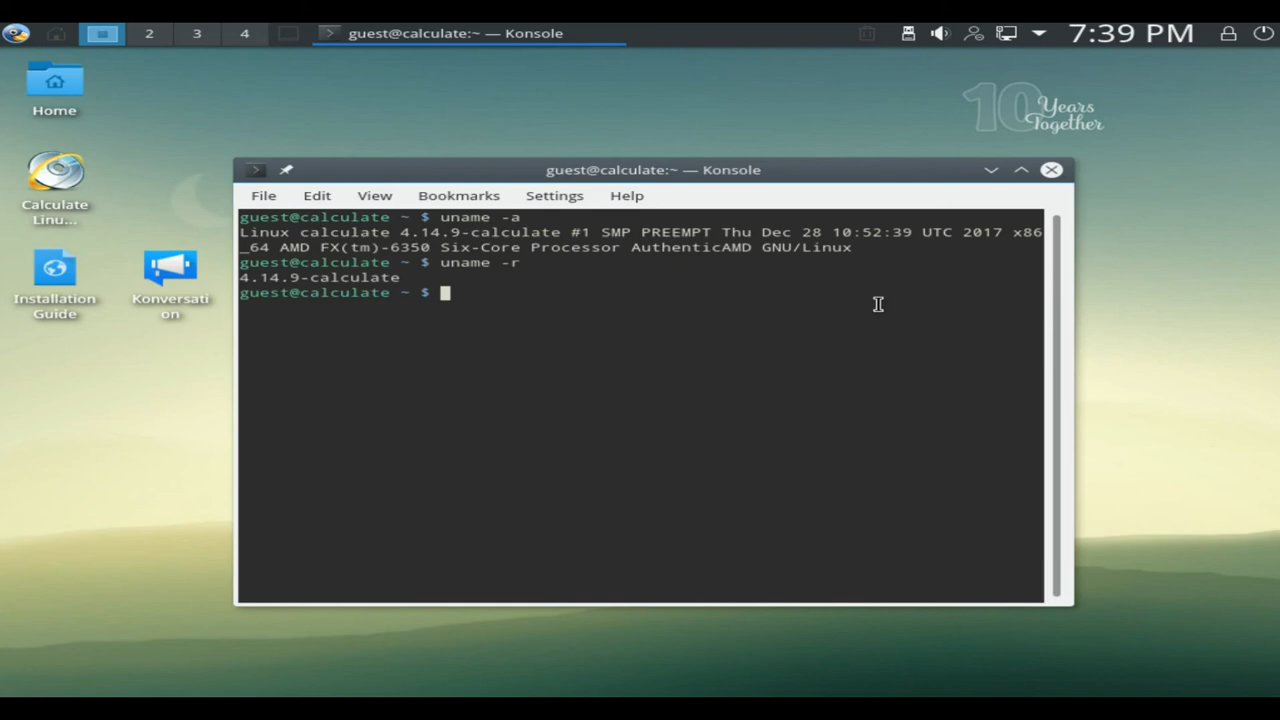 2 3 4 guest@calculate:~ — Konsole 7:39 PM
Home
10 Years
Together
Calculate
Linu...
Installation
Guide
Konversati
on
guest@calculate:~ — Konsole
File Edit View Bookmarks Settings Help
guest@calculate ~ $ uname -a
Linux calculate 4.14.9-calculate #1 SMP PREEMPT Thu Dec 28 10:52:39 UTC 2017 x86
_64 AMD FX(tm)-6350 Six-Core Processor AuthenticAMD GNU/Linux
guest@calculate ~ $ uname -r
4.14.9-calculate
guest@calculate ~ $